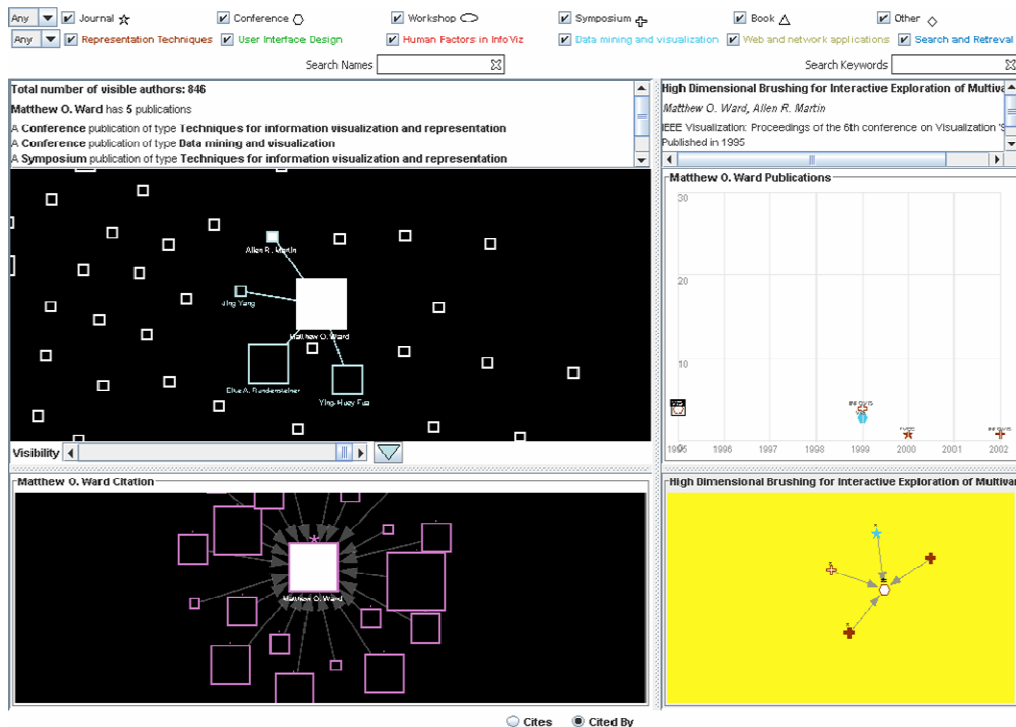 Any Journal Conference Workshop Symposium Book Other
Any Representation Techniques User Interface Design Human Factors in InfoViz Data mining and visualization Web and network applications Search and Retreval
Search Names Search Keywords
Total number of visible authors: 846
Matthew O. Ward has 5 publications
A Conference publication of type Techniques for information visualization and representation
A Conference publication of type Data mining and visualization
A Symposium publication of type Techniques for information visualization and representation
High Dimensional Brushing for Interactive Exploration of Multiva
Matthew O. Ward, Allen R. Martin
IEEE Visualization: Proceedings of the 6th conference on Visualization '9
Published in 1995
Allen R. Martin
Jing Yang
Matthew O. Ward
Elke A. Rundensteiner
Ying-Huey Fua
Visibility
Matthew O. Ward Publications
30
20
10
0
1995 1996 1997 1998 1999 2000 2001 2002
INFOVIS
INFOVIS
Matthew O. Ward Citation
Matthew O. Ward
High Dimensional Brushing for Interactive Exploration of Multivar
Cites Cited By